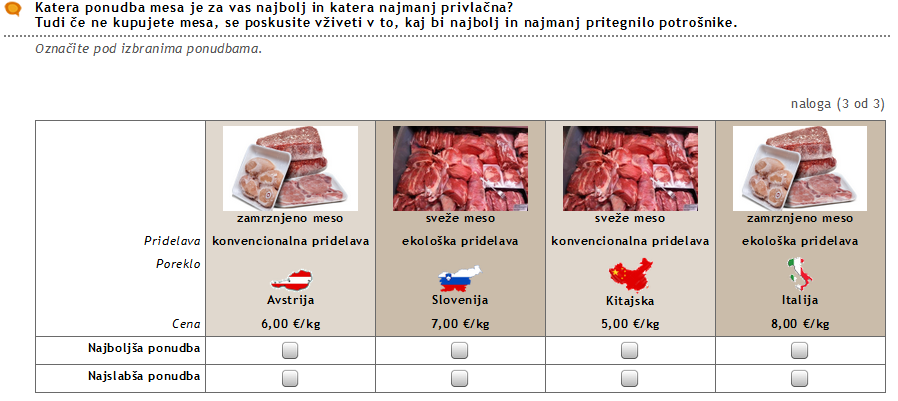 Katera ponudba mesa je za vas najbolj in katera najmanj privlačna?
Tudi če ne kupujete mesa, se poskusite vživeti v to, kaj bi najbolj in najmanj pritegnilo potrošnike.
Označite pod izbranima ponudbama.
naloga (3 od 3)
zamrznjeno meso sveže meso sveže meso zamrznjeno meso
Pridelava konvencionalna pridelava ekološka pridelava konvencionalna pridelava ekološka pridelava
Poreklo
Avstrija Slovenija Kitajska Italija
Cena 6,00 €/kg 7,00 €/kg 5,00 €/kg 8,00 €/kg
Najboljša ponudba
Najslabša ponudba